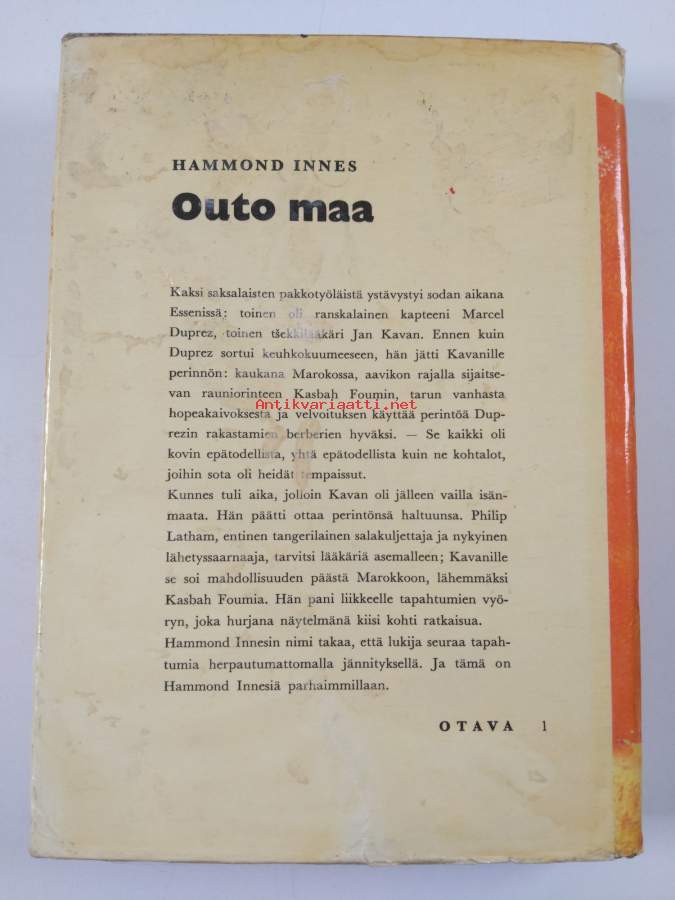 HAMMOND INNES
Outo maa
Kaksi saksalaisten pakkotyöläistä ystävystyi sodan aikana
Essenissä: toinen oli ranskalainen kapteeni Marcel
Duprez, toinen tšekkilääkäri Jan Kavan. Ennen kuin
Duprez sortui keuhkokuumeeseen, hän jätti Kavanille
perinnön: kaukana Marokossa, aavikon rajalla sijaitse-
van rauniorinteen Kasbah Foumin, tarun vanhasta
Antikvariaatti.net
hopeakaivoksesta ja velvoituksen käyttää perintöä Dup-
rezin rakastamien berberien hyväksi. — Se kaikki oli
kovin epätodellista, yhtä epätodellista kuin ne kohtalot,
joihin sota oli heidät tempaissut.
Kunnes tuli aika, jolloin Kavan oli jälleen vailla isän-
maata. Hän päätti ottaa perintönsä haltuunsa. Philip
Latham, entinen tangerilainen salakuljettaja ja nykyinen
lähetyssaarnaaja, tarvitsi lääkäriä asemalleen; Kavanille
se soi mahdollisuuden päästä Marokkoon, lähemmäksi
Kasbah Foumia. Hän pani liikkeelle tapahtumien vyö-
ryn, joka hurjana näytelmänä kiisi kohti ratkaisua.
Hammond Innesin nimi takaa, että lukija seuraa tapah-
tumia herpautumattomalla jännityksellä. Ja tämä on
Hammond Innesiä parhaimmillaan.
OTAVA 1